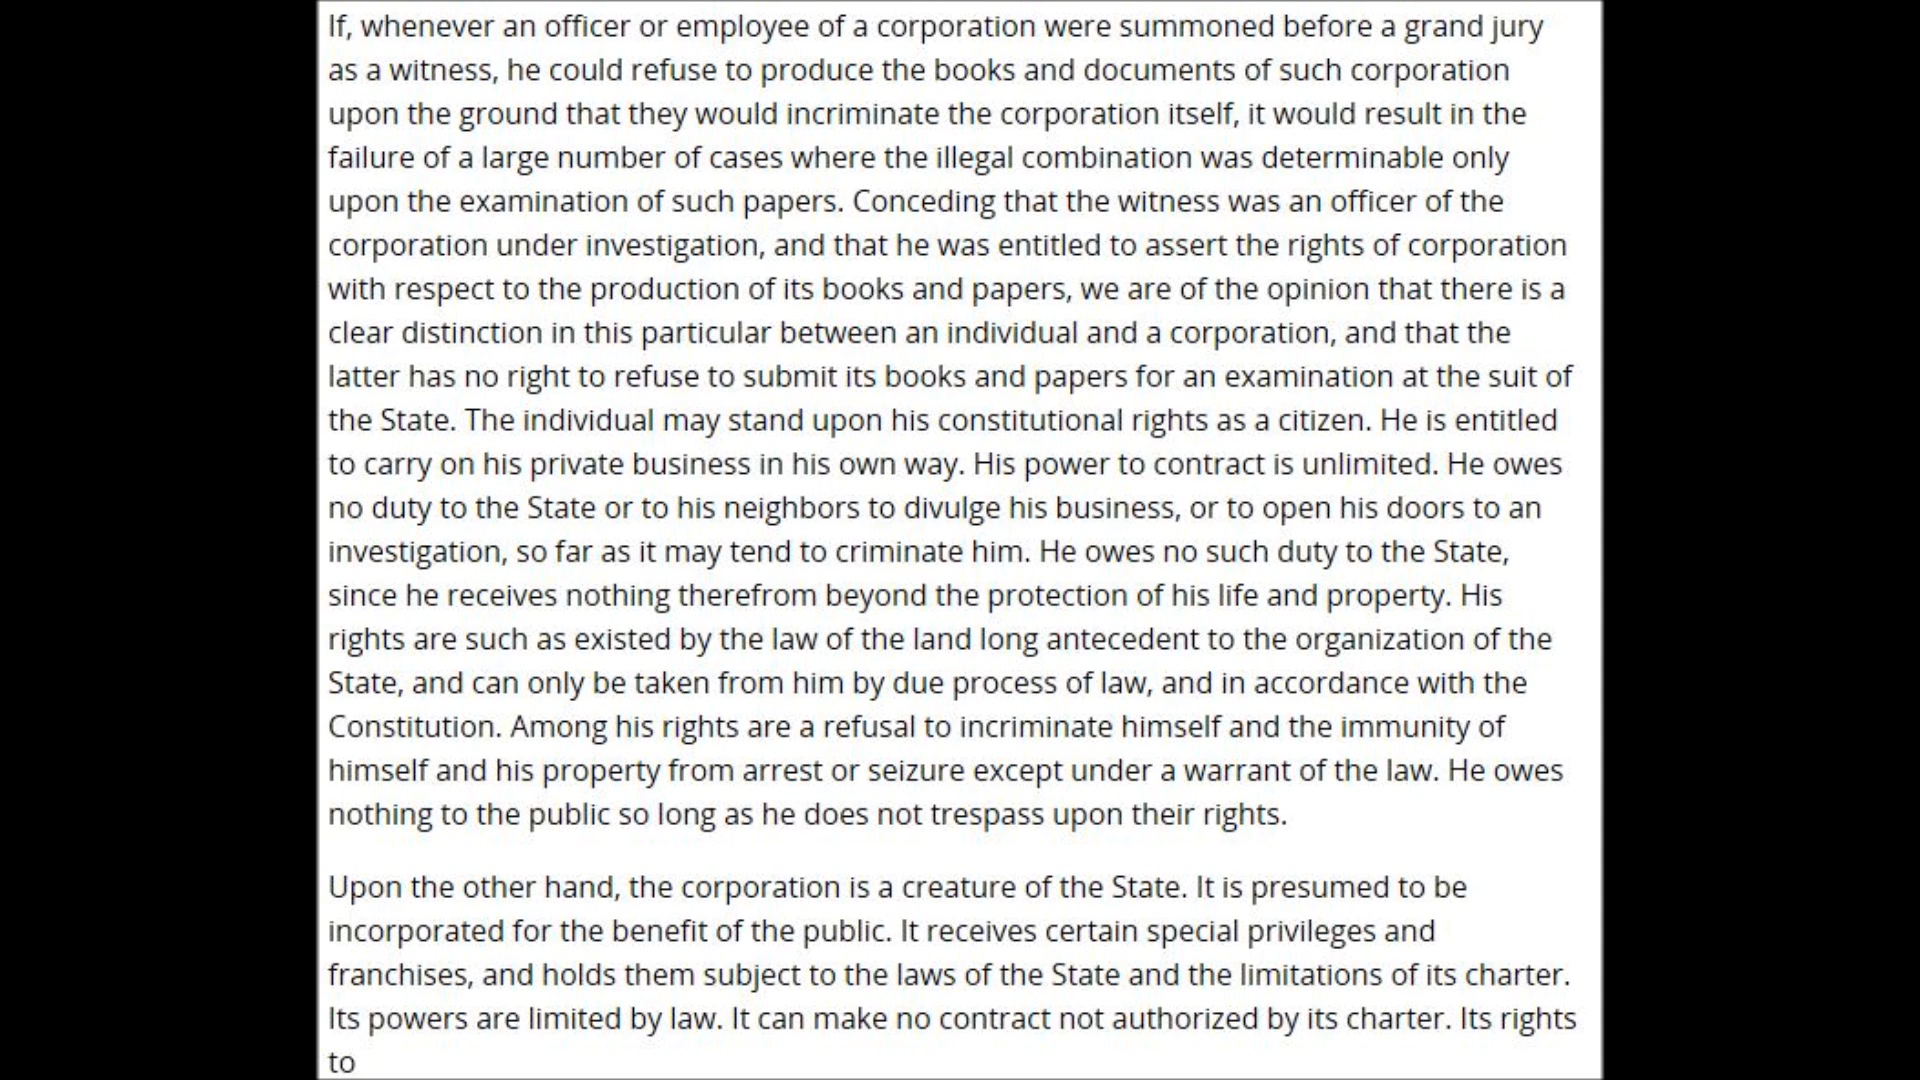 If, whenever an officer or employee of a corporation were summoned before a grand jury
as a witness, he could refuse to produce the books and documents of such corporation
upon the ground that they would incriminate the corporation itself, it would result in the
failure of a large number of cases where the illegal combination was determinable only
upon the examination of such papers. Conceding that the witness was an officer of the
corporation under investigation, and that he was entitled to assert the rights of corporation
with respect to the production of its books and papers, we are of the opinion that there is a
clear distinction in this particular between an individual and a corporation, and that the
latter has no right to refuse to submit its books and papers for an examination at the suit of
the State. The individual may stand upon his constitutional rights as a citizen. He is entitled
to carry on his private business in his own way. His power to contract is unlimited. He owes
no duty to the State or to his neighbors to divulge his business, or to open his doors to an
investigation, so far as it may tend to criminate him. He owes no such duty to the State,
since he receives nothing therefrom beyond the protection of his life and property. His
rights are such as existed by the law of the land long antecedent to the organization of the
State, and can only be taken from him by due process of law, and in accordance with the
Constitution. Among his rights are a refusal to incriminate himself and the immunity of
himself and his property from arrest or seizure except under a warrant of the law. He owes
nothing to the public so long as he does not trespass upon their rights.
Upon the other hand, the corporation is a creature of the State. It is presumed to be
incorporated for the benefit of the public. It receives certain special privileges and
franchises, and holds them subject to the laws of the State and the limitations of its charter.
Its powers are limited by law. It can make no contract not authorized by its charter. Its rights
to